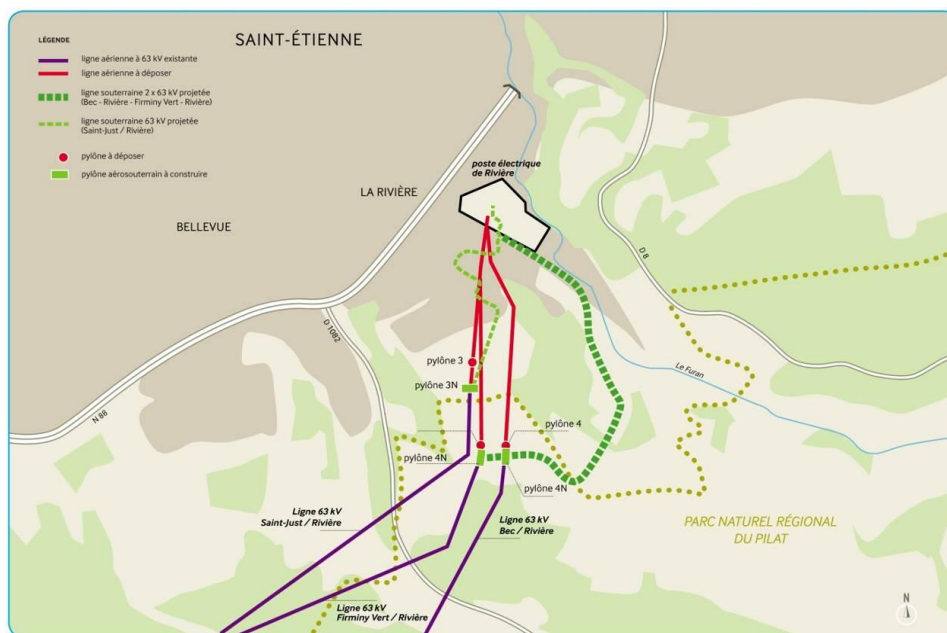 SAINT-ÉTIENNE
LÉGENDE
ligne aérienne à 63 kV existante
ligne aérienne à déposer
ligne souterraine 2 x 63 kV projetée
(Bec - Rivière - Firminy Vert - Rivière)
ligne souterraine 63 kV projetée
(Saint-Just / Rivière)
pylône à déposer
pylône aérosouterrain à construire
poste électrique
de Rivière
LA RIVIÈRE
BELLEVUE
D 8
D 1082
N 88
Le Furan
pylône 3
pylône 3N
pylône 4
pylône 4N
pylône 4N
Ligne 63 kV
Saint-Just / Rivière
Ligne 63 kV
Bec / Rivière
PARC NATUREL RÉGIONAL
DU PILAT
Ligne 63 kV
Firminy Vert / Rivière
N